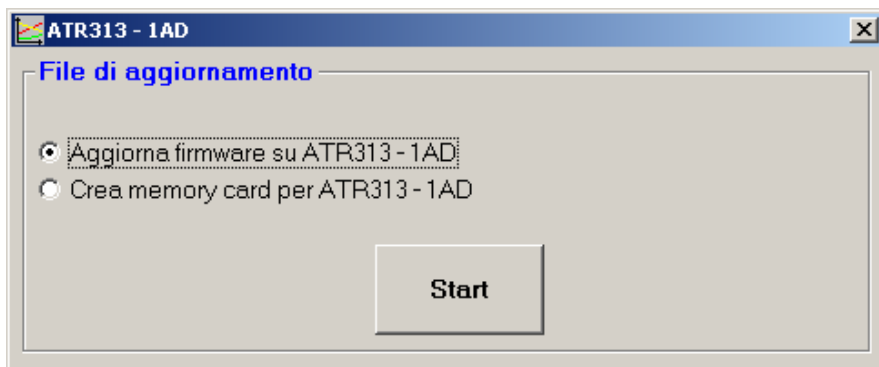 ATR313 - 1AD
File di aggiornamento
Aggiorna firmware su ATR313 - 1AD
Crea memory card per ATR313 - 1AD
Start